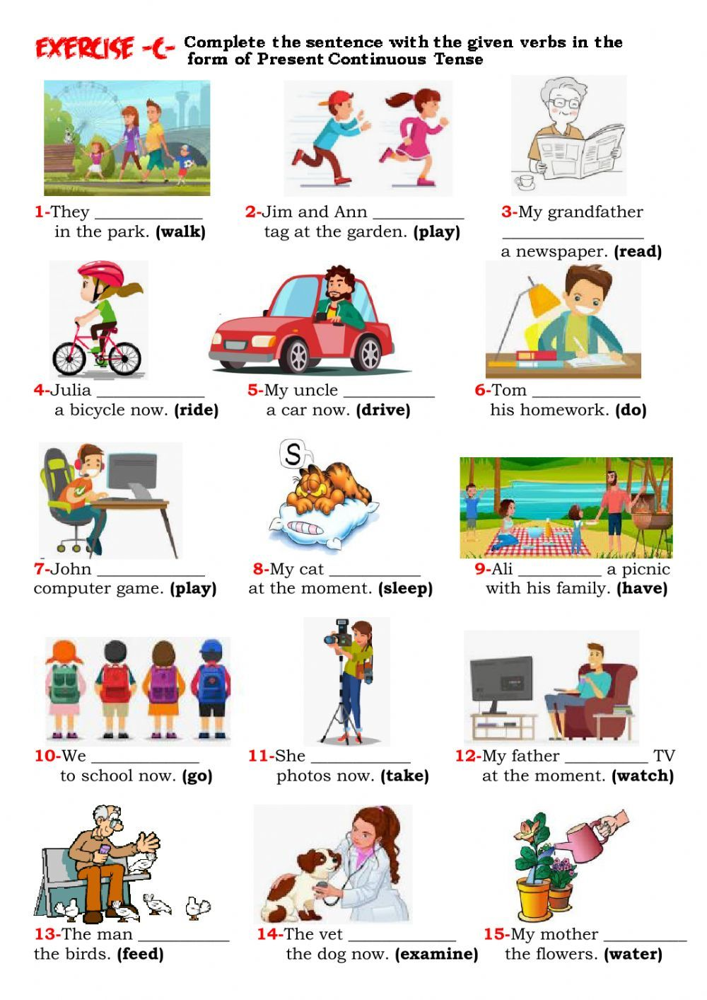 EXERCISE -C- Complete the sentence with the given verbs in the
form of Present Continuous Tense
1-They _____________
in the park. (walk)
2-Jim and Ann ___________
tag at the garden. (play)
3-My grandfather
_________________
a newspaper. (read)
4-Julia _____________
a bicycle now. (ride)
5-My uncle ___________
a car now. (drive)
6-Tom _____________
his homework. (do)
7-John _____________
computer game. (play)
S
8-My cat ___________
at the moment. (sleep)
9-Ali __________ a picnic
with his family. (have)
10-We _____________
to school now. (go)
11-She ____________
photos now. (take)
12-My father __________ TV
at the moment. (watch)
13-The man ___________
the birds. (feed)
14-The vet _____________
the dog now. (examine)
15-My mother __________
the flowers. (water)